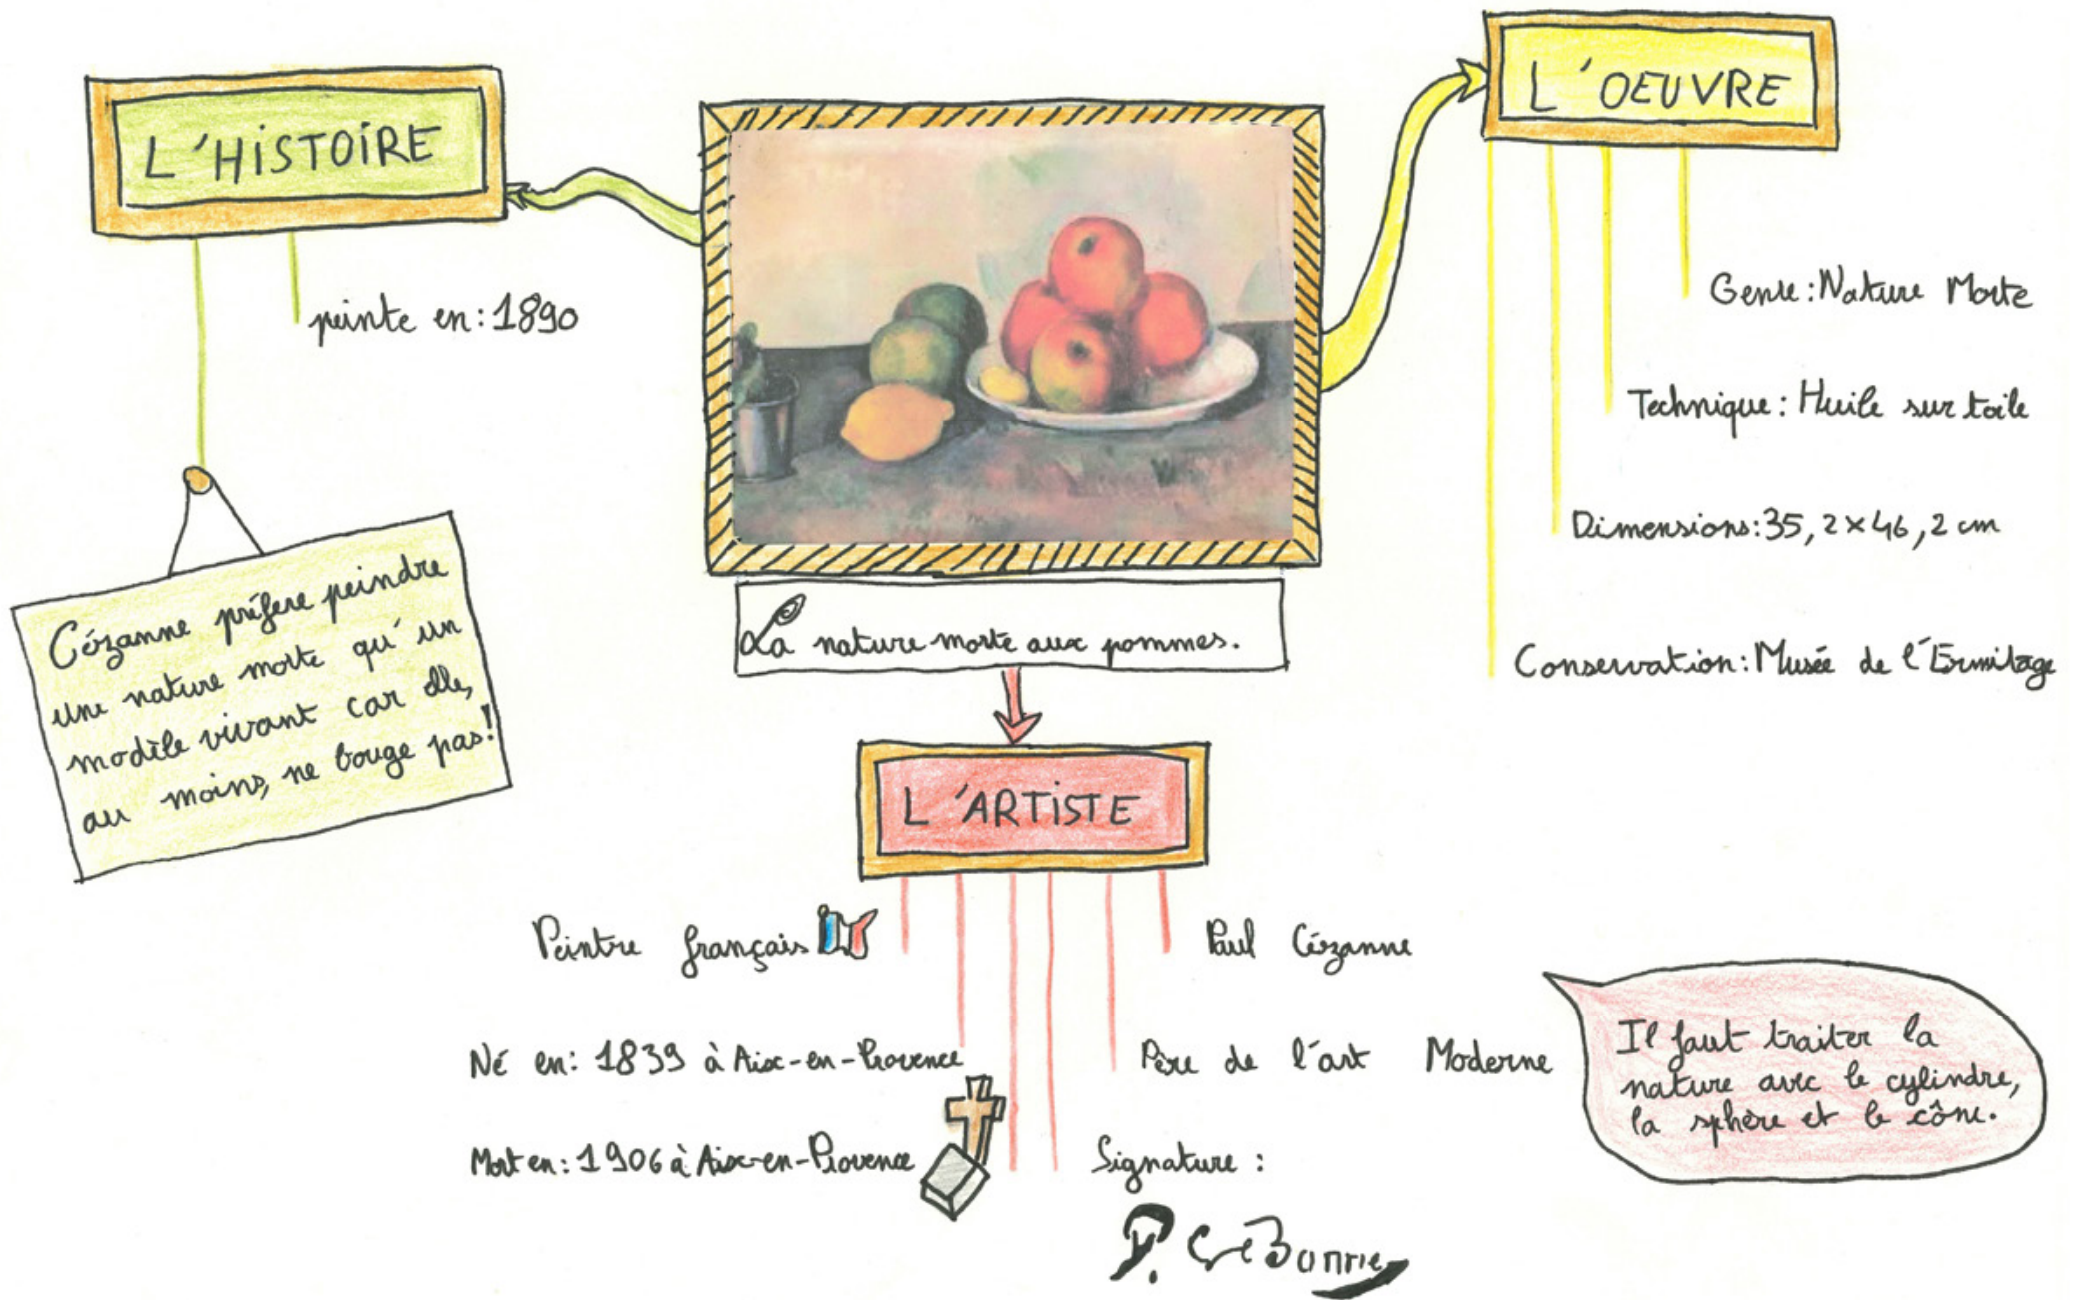 L'HISTOIRE
peinte en: 1890
Cézanne préfere peindre
une nature morte qu'un
modèle vivant car elle,
au moins, ne bouge pas!
La nature morte aux pommes.
L'OEUVRE
Genre: Nature Morte
Technique: Huile sur toile
Dimensions: 35,2 x 46,2 cm
Conservation: Musée de l'Ermitage
L'ARTISTE
Peintre français
Né en: 1839 à Aix-en-Provence
Mort en: 1906 à Aix-en-Provence
Paul Cézanne
Père de l'art Moderne
Signature:
Il faut traiter la
nature avec le cylindre,
la sphère et le cône.